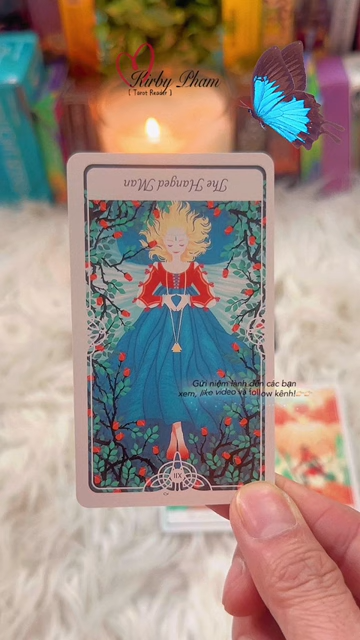 Kirby Pham
{ Tarot Reader }
The Hanged Man
Gửi niệm lành đến các bạn
xem, like video và follow kênh!
XII